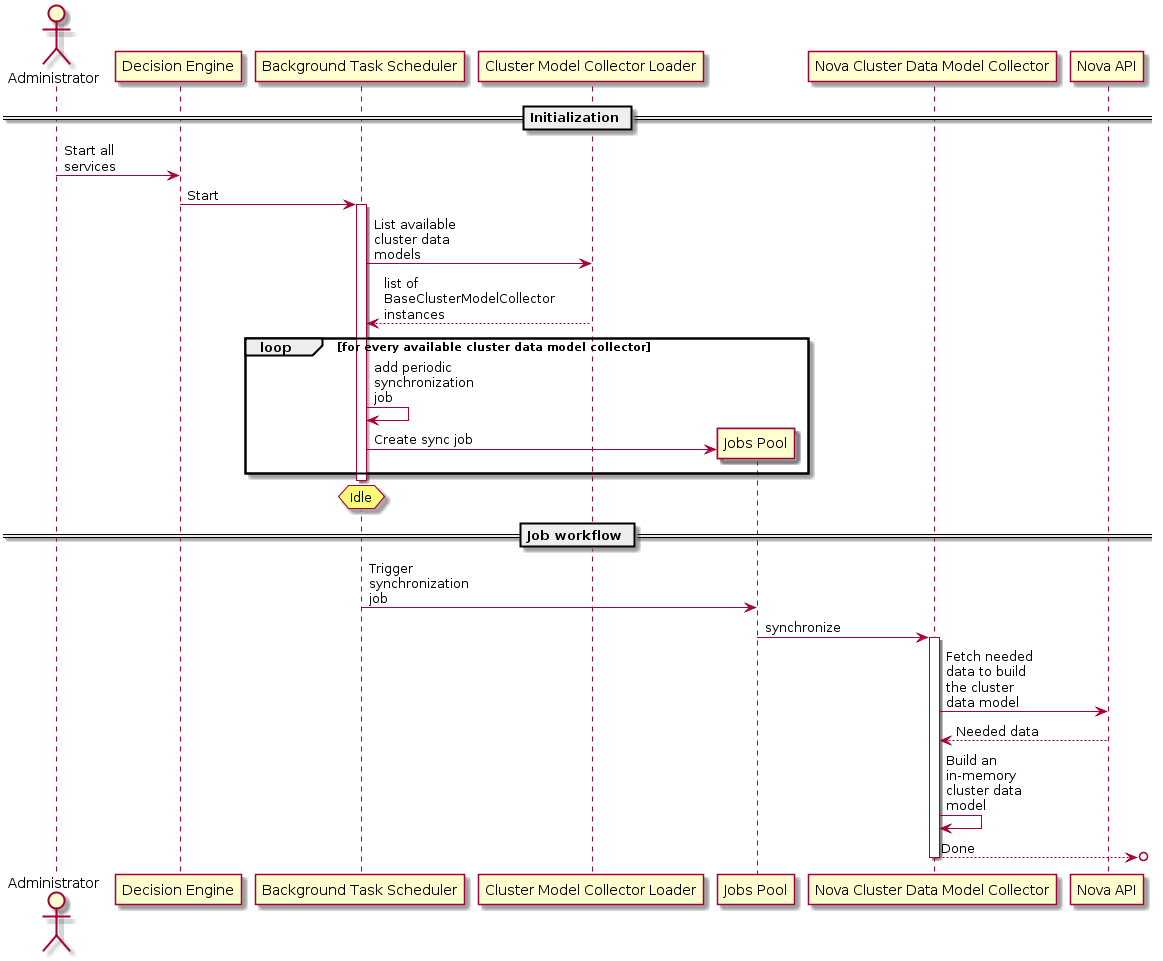 Administrator
Decision Engine
Background Task Scheduler
Cluster Model Collector Loader
Nova Cluster Data Model Collector
Nova API
Initialization
Start all
services
Start
List available
cluster data
models
list of
BaseClusterModelCollector
instances
loop
[for every available cluster data model collector]
add periodic
synchronization
job
Create sync job
Jobs Pool
Idle
Job workflow
Trigger
synchronization
job
synchronize
Fetch needed
data to build
the cluster
data model
Needed data
Build an
in-memory
cluster data
model
Done
Administrator
Decision Engine
Background Task Scheduler
Cluster Model Collector Loader
Jobs Pool
Nova Cluster Data Model Collector
Nova API